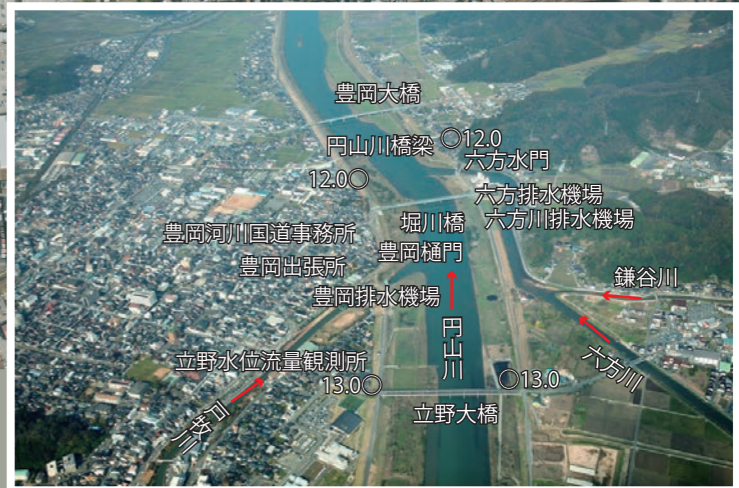 豊岡大橋
円山川橋梁
○12.0
六方水門
12.0○
六方排水機場
堀川橋
六方川排水機場
豊岡河川国道事務所
豊岡樋門
豊岡出張所
鎌谷川
豊岡排水機場
円山川
六方川
立野水位流量観測所
13.0○
○13.0
戸牧川
立野大橋